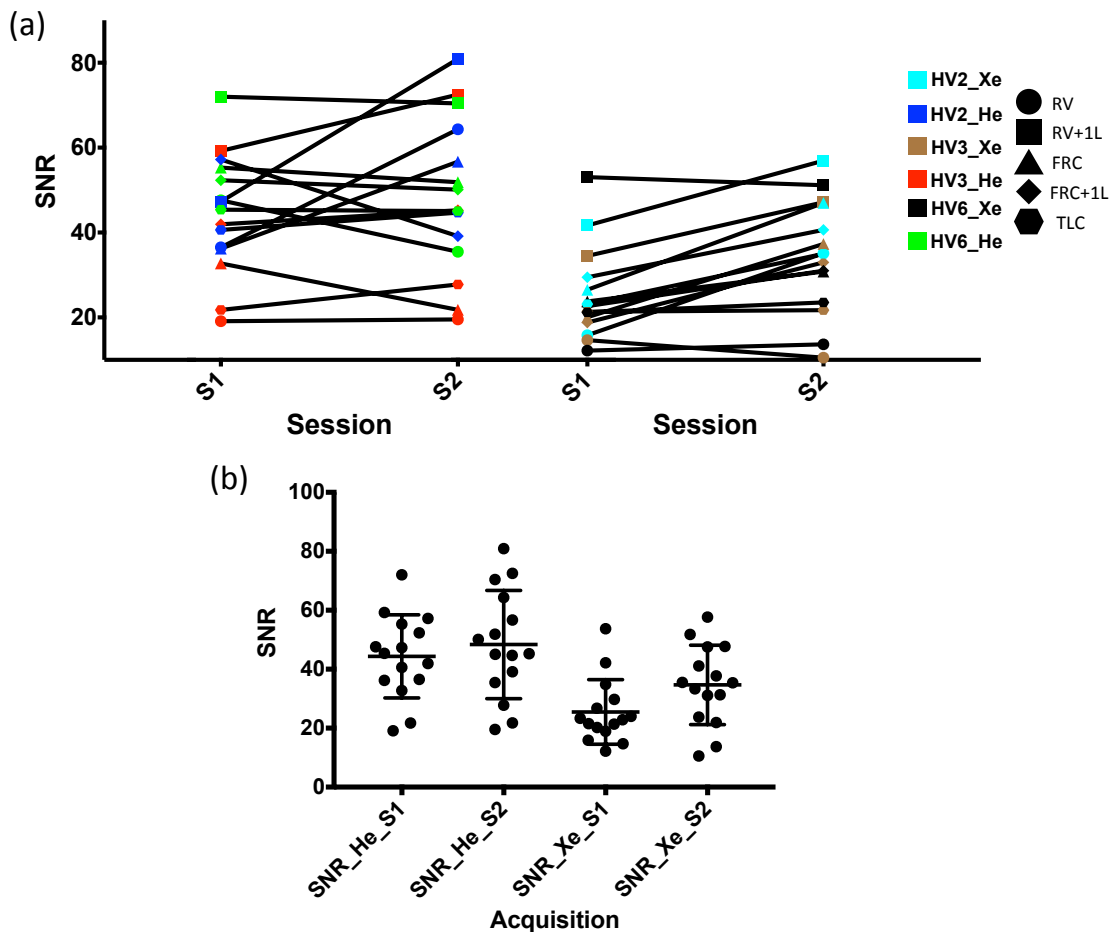 (a)
SNR
80
60
40
20
S1
S2
S1
S2
Session
Session
HV2_Xe
HV2_He
HV3_Xe
HV3_He
HV6_Xe
HV6_He
RV
RV+1L
FRC
FRC+1L
TLC
(b)
SNR
100
80
60
40
20
0
SNR_He_S1
SNR_He_S2
SNR_Xe_S1
SNR_Xe_S2
Acquisition